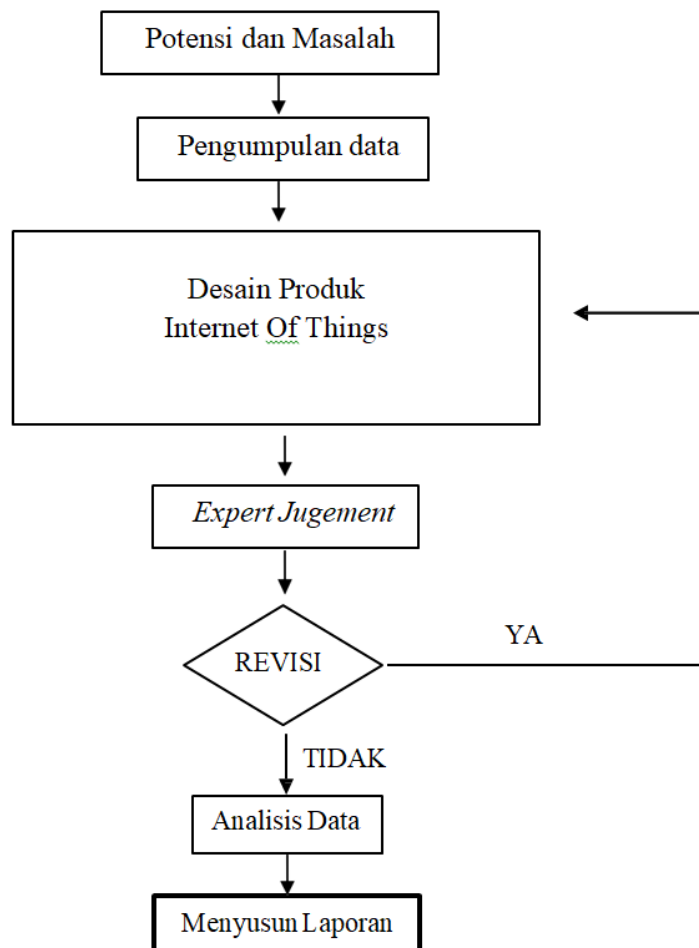 Potensi dan Masalah
Pengumpulan data
Desain Produk
Internet Of Things
Expert Jugement
REVISI
YA
TIDAK
Analisis Data
Menyusun Laporan